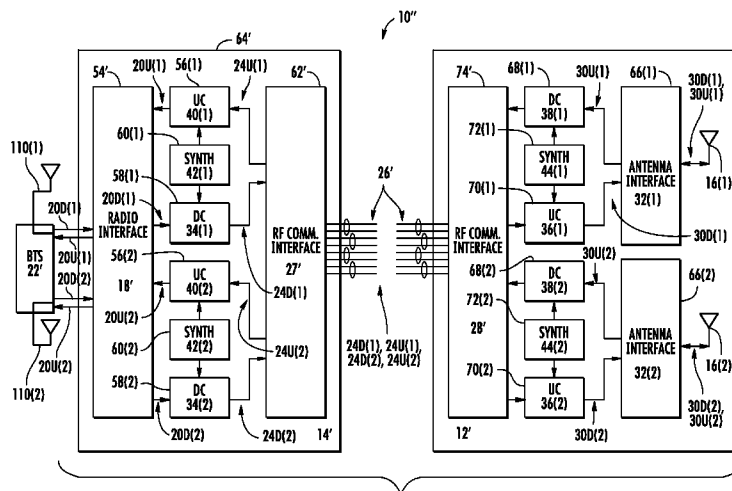 10''
64'
54'
20U(1)
56(1)
24U(1)
62'
UC
40(1)
60(1)
SYNTH
42(1)
58(1)
20D(1)
DC
34(1)
110(1)
20D(1)
RADIO
INTERFACE
18'
BTS
22'
20U(1)
20D(2)
20U(2)
110(2)
56(2)
24D(1)
UC
40(2)
20U(2)
SYNTH
42(2)
60(2)
24U(2)
58(2)
DC
34(2)
20D(2)
24D(2)
RF COMM.
INTERFACE
27'
14'
26'
24D(1), 24U(1),
24D(2), 24U(2)
74'
68(1)
30U(1)
66(1)
30D(1),
30U(1)
DC
38(1)
72(1)
SYNTH
44(1)
70(1)
UC
36(1)
ANTENNA
INTERFACE
32(1)
16(1)
30D(1)
30U(2)
68(2)
66(2)
RF COMM.
INTERFACE
28'
DC
38(2)
72(2)
SYNTH
44(2)
70(2)
UC
36(2)
ANTENNA
INTERFACE
32(2)
16(2)
30D(2)
30D(2),
30U(2)
12'